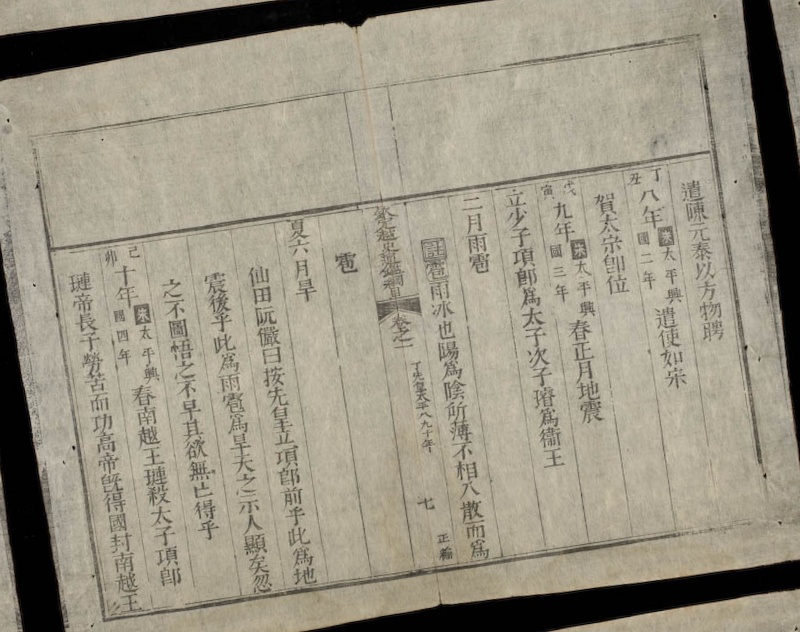 遣陳元泰以方物聘
丁丑八年宋太平興國二年遣使如宋
賀太宗卽位
戊寅九年宋太平興國三年春正月地震
立少子項郎爲太子次子璿爲衞王
二月雨雹
註雹雨冰也陽爲陰所薄不相入散而爲
越史通鑑綱目 卷之一 丁先皇太平八九十年 七 正編
雹
夏六月旱
仙田阮儼曰按先皇立項郎前乎此爲地
震後乎此爲雨雹爲旱天之示人顯矣忽
之不圖悟之不早其欲無亡得乎
己卯十年宋太平興國四年春南越王璉殺太子項郎
璉帝長子勞苦而功高帝旣得國封南越王